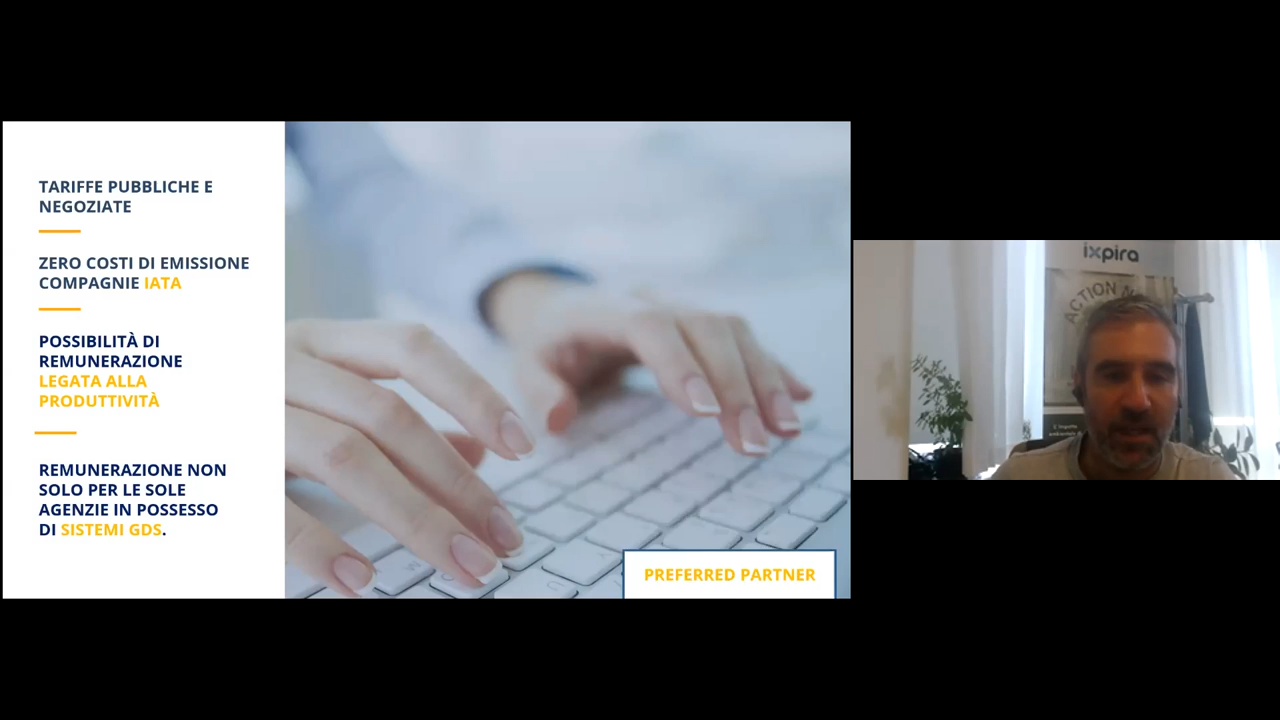 TARIFFE PUBBLICHE E
NEGOZIATE
ZERO COSTI DI EMISSIONE
COMPAGNIE IATA
POSSIBILITÀ DI
REMUNERAZIONE
LEGATA ALLA
PRODUTTIVITÀ
REMUNERAZIONE NON
SOLO PER LE SOLE
AGENZIE IN POSSESSO
DI SISTEMI GDS.
PREFERRED PARTNER
ixpira
ACTION